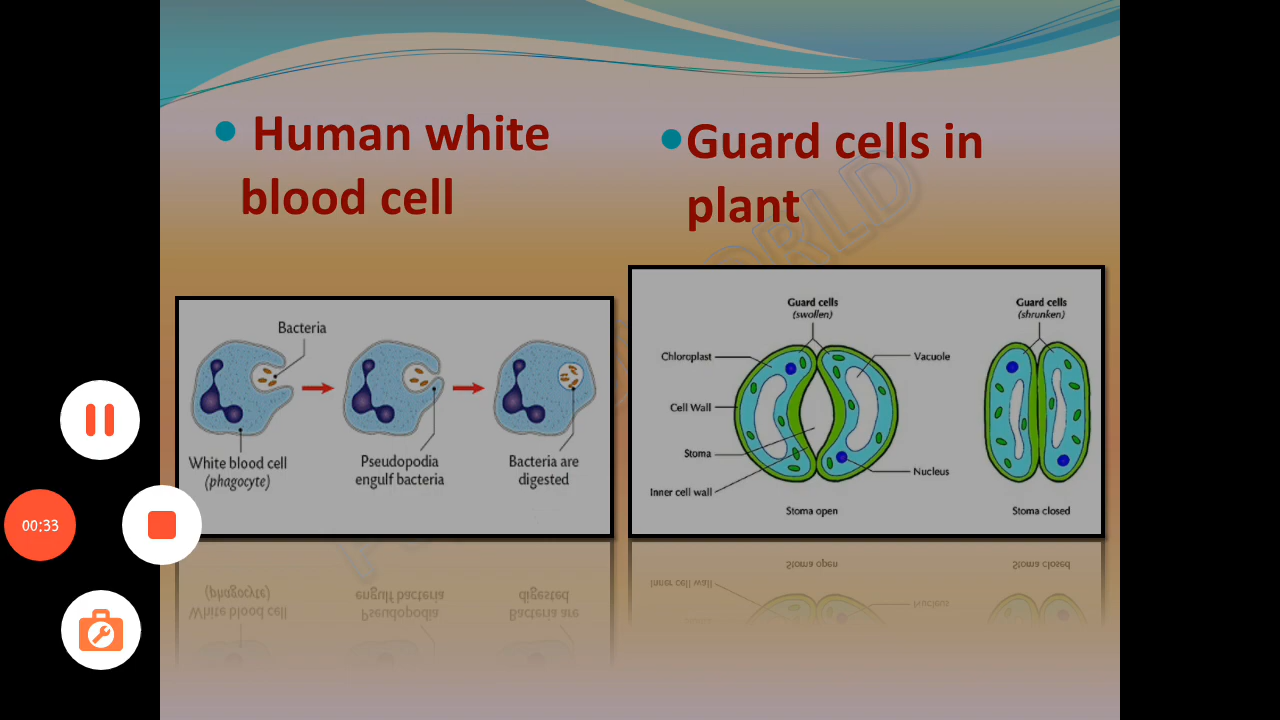 Human white
blood cell
Guard cells in
plant
Bacteria
White blood cell
(phagocyte)
Pseudopodia
engulf bacteria
Bacteria are
digested
Guard cells
(swollen)
Guard cells
(shrunken)
Chloroplast
Vacuole
Cell Wall
Stoma
Nucleus
Inner cell wall
Stoma open
Stoma closed
00:33